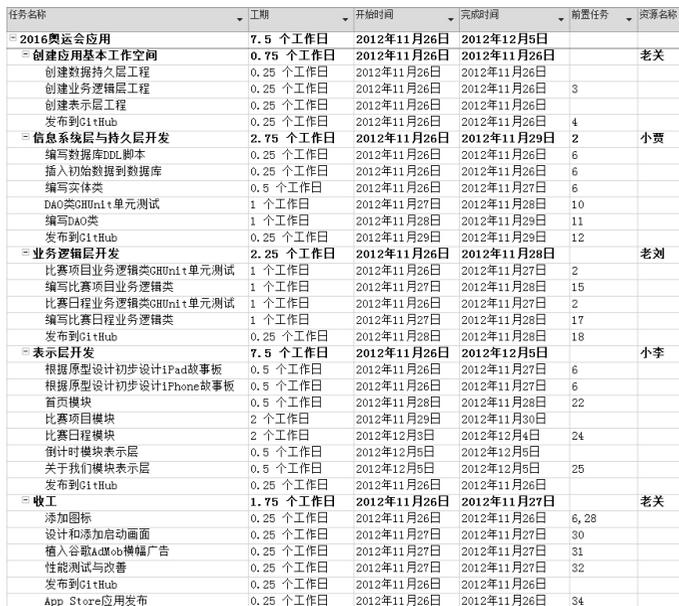 任务名称 工期 开始时间 完成时间 前置任务 资源名称
2016奥运会应用 7.5 个工作日 2012年11月26日 2012年12月5日
创建应用基本工作空间 0.75 个工作日 2012年11月26日 2012年11月26日 老关
创建数据持久层工程 0.25 个工作日 2012年11月26日 2012年11月26日
创建业务逻辑层工程 0.25 个工作日 2012年11月26日 2012年11月26日 3
创建表示层工程 0.25 个工作日 2012年11月26日 2012年11月26日
发布到GitHub 0.25 个工作日 2012年11月26日 2012年11月26日 4
信息系统层与持久层开发 2.75 个工作日 2012年11月26日 2012年11月29日 2 小贾
编写数据库DDL脚本 0.25 个工作日 2012年11月26日 2012年11月26日 6
插入初始数据到数据库 0.25 个工作日 2012年11月26日 2012年11月26日 6
编写实体类 0.5 个工作日 2012年11月26日 2012年11月27日 6
DAO类GHUnit单元测试 1 个工作日 2012年11月27日 2012年11月28日 10
编写DAO类 1 个工作日 2012年11月28日 2012年11月29日 11
发布到GitHub 0.25 个工作日 2012年11月29日 2012年11月29日 12
业务逻辑层开发 2.25 个工作日 2012年11月26日 2012年11月28日 老刘
比赛项目业务逻辑类GHUnit单元测试 1 个工作日 2012年11月26日 2012年11月27日 2
编写比赛项目业务逻辑类 1 个工作日 2012年11月27日 2012年11月28日 15
比赛日程业务逻辑类GHUnit单元测试 1 个工作日 2012年11月26日 2012年11月27日 2
编写比赛日程业务逻辑类 1 个工作日 2012年11月27日 2012年11月28日 17
发布到GitHub 0.25 个工作日 2012年11月28日 2012年11月28日 18
表示层开发 7.5 个工作日 2012年11月26日 2012年12月5日 小李
根据原型设计初步设计iPad故事板 0.5 个工作日 2012年11月26日 2012年11月27日 6
根据原型设计初步设计iPhone故事板 0.5 个工作日 2012年11月26日 2012年11月27日 6
首页模块 0.5 个工作日 2012年11月28日 2012年11月28日 22
比赛项目模块 2 个工作日 2012年11月29日 2012年11月30日
比赛日程模块 2 个工作日 2012年12月3日 2012年12月4日 24
倒计时模块表示层 0.5 个工作日 2012年12月5日 2012年12月5日
关于我们模块表示层 0.5 个工作日 2012年12月5日 2012年12月5日 25
发布到GitHub 0.25 个工作日 2012年11月26日 2012年11月26日
收工 1.75 个工作日 2012年11月26日 2012年11月27日 老关
添加图标 0.25 个工作日 2012年11月26日 2012年11月26日 6,28
设计和添加启动画面 0.25 个工作日 2012年11月27日 2012年11月27日 30
植入谷歌AdMob横幅广告 0.25 个工作日 2012年11月27日 2012年11月27日 31
性能测试与改善 0.25 个工作日 2012年11月27日 2012年11月27日 32
发布到GitHub 0.25 个工作日 2012年11月26日 2012年11月26日
App Store应用发布 0.25 个工作日 2012年11月26日 2012年11月26日 34